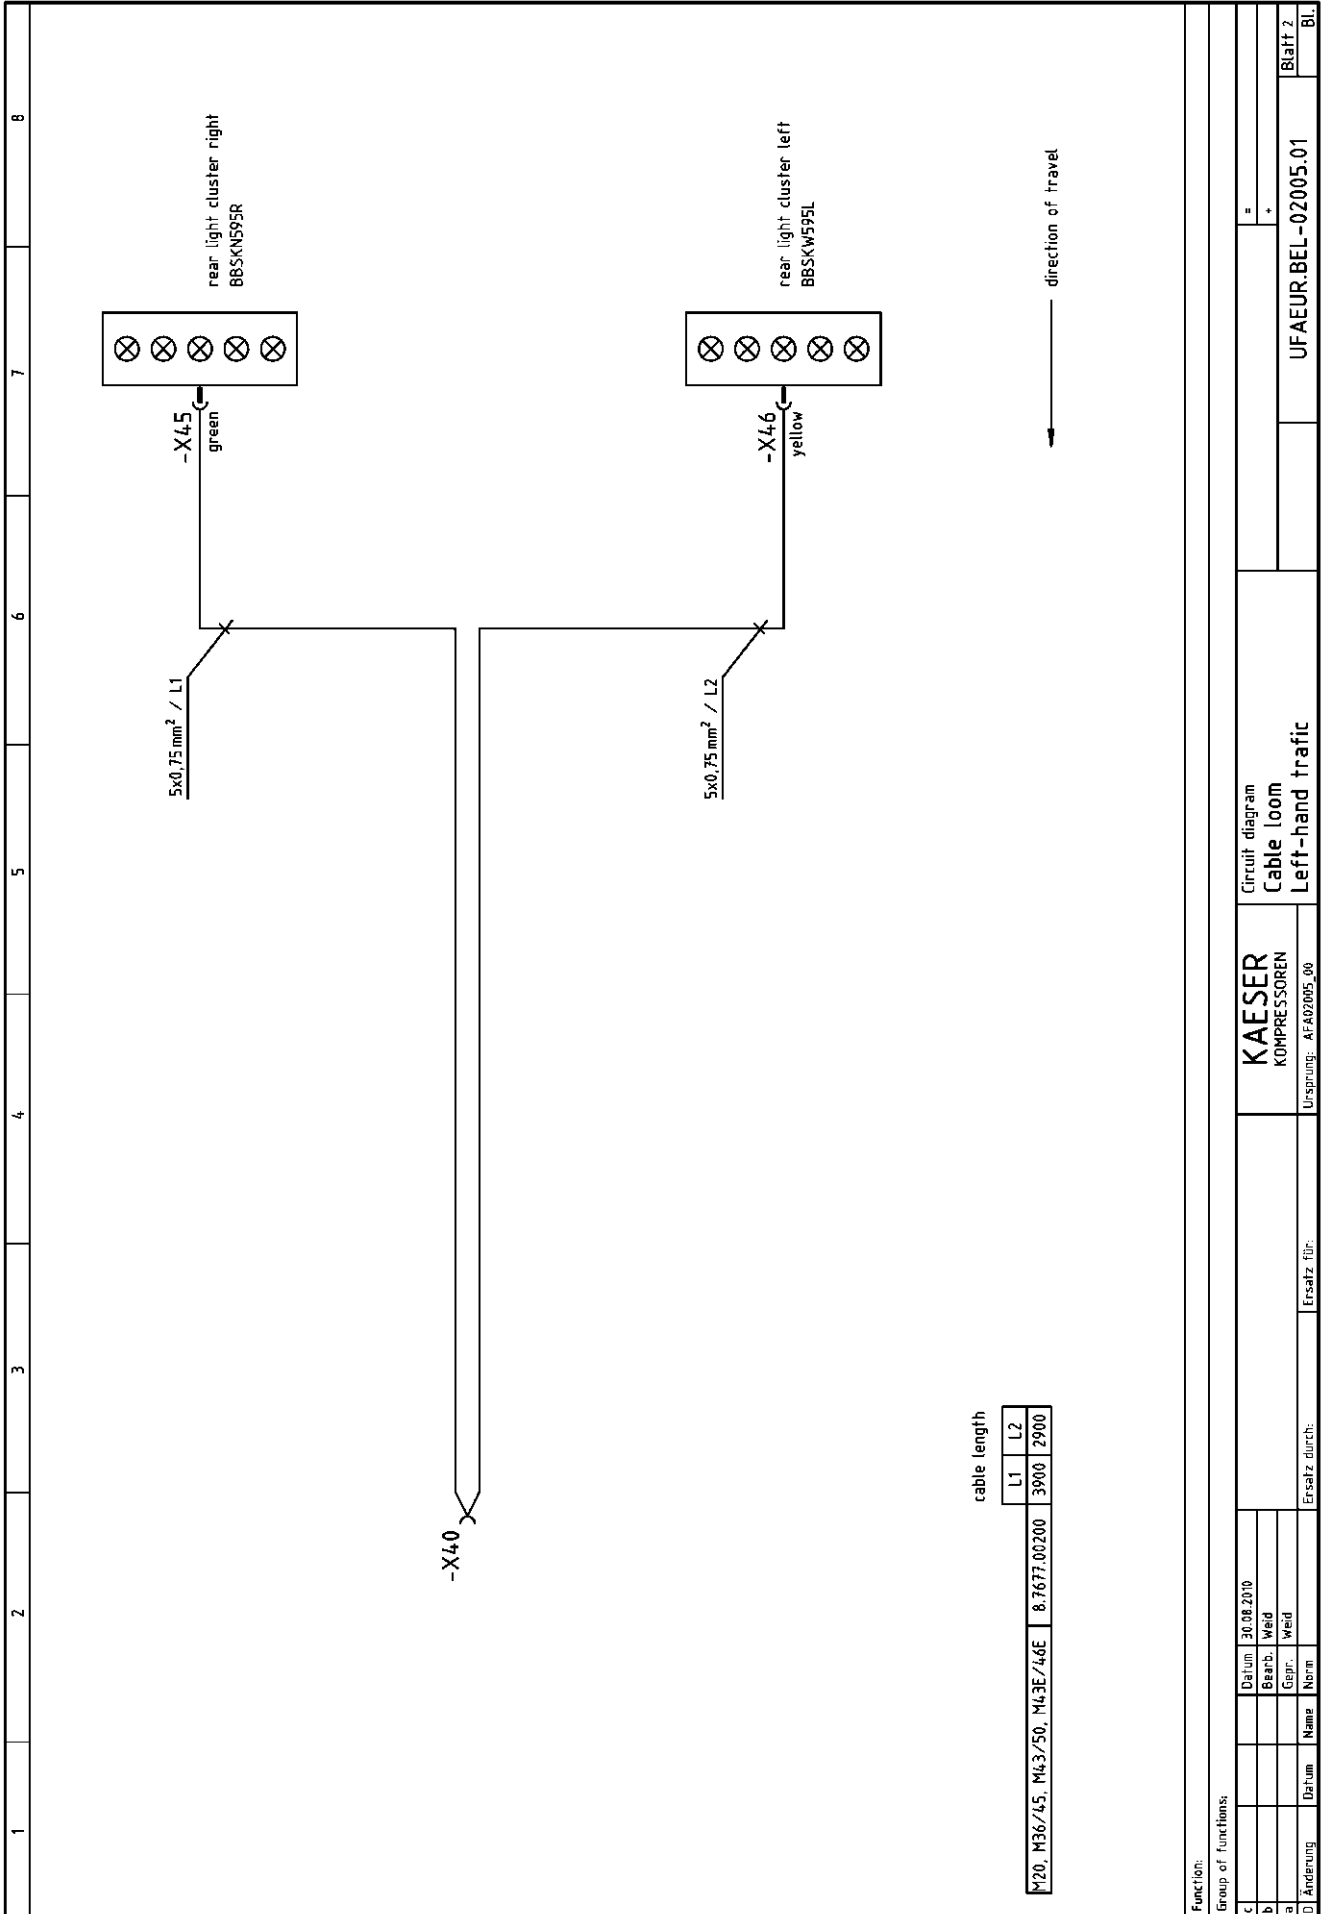 1 2 3 4 5 6 7 8
rear light cluster right
BBSKN595R
-X45
green
5x0,75 mm² / L1
-X40
rear light cluster left
BBSKW595L
-X46
yellow
5x0,75 mm² / L2
direction of travel
cable length
L1 L2
M20, M36/45, M43/50, M43E/46E 8.7677.00200 3900 2900
Function:
Group of functions:
c
b
a
Änderung Datum Name
Datum 30.08.2010
Bearb. Weid
Gepr. Weid
Norm
Ersatz durch:
Ersatz für:
KAESER
KOMPRESSOREN
Ursprung: AFA02005_00
Circuit diagram
Cable loom
Left-hand trafic
=
+
UFAEUR.BEL-02005.01
Blatt 2
Bl.